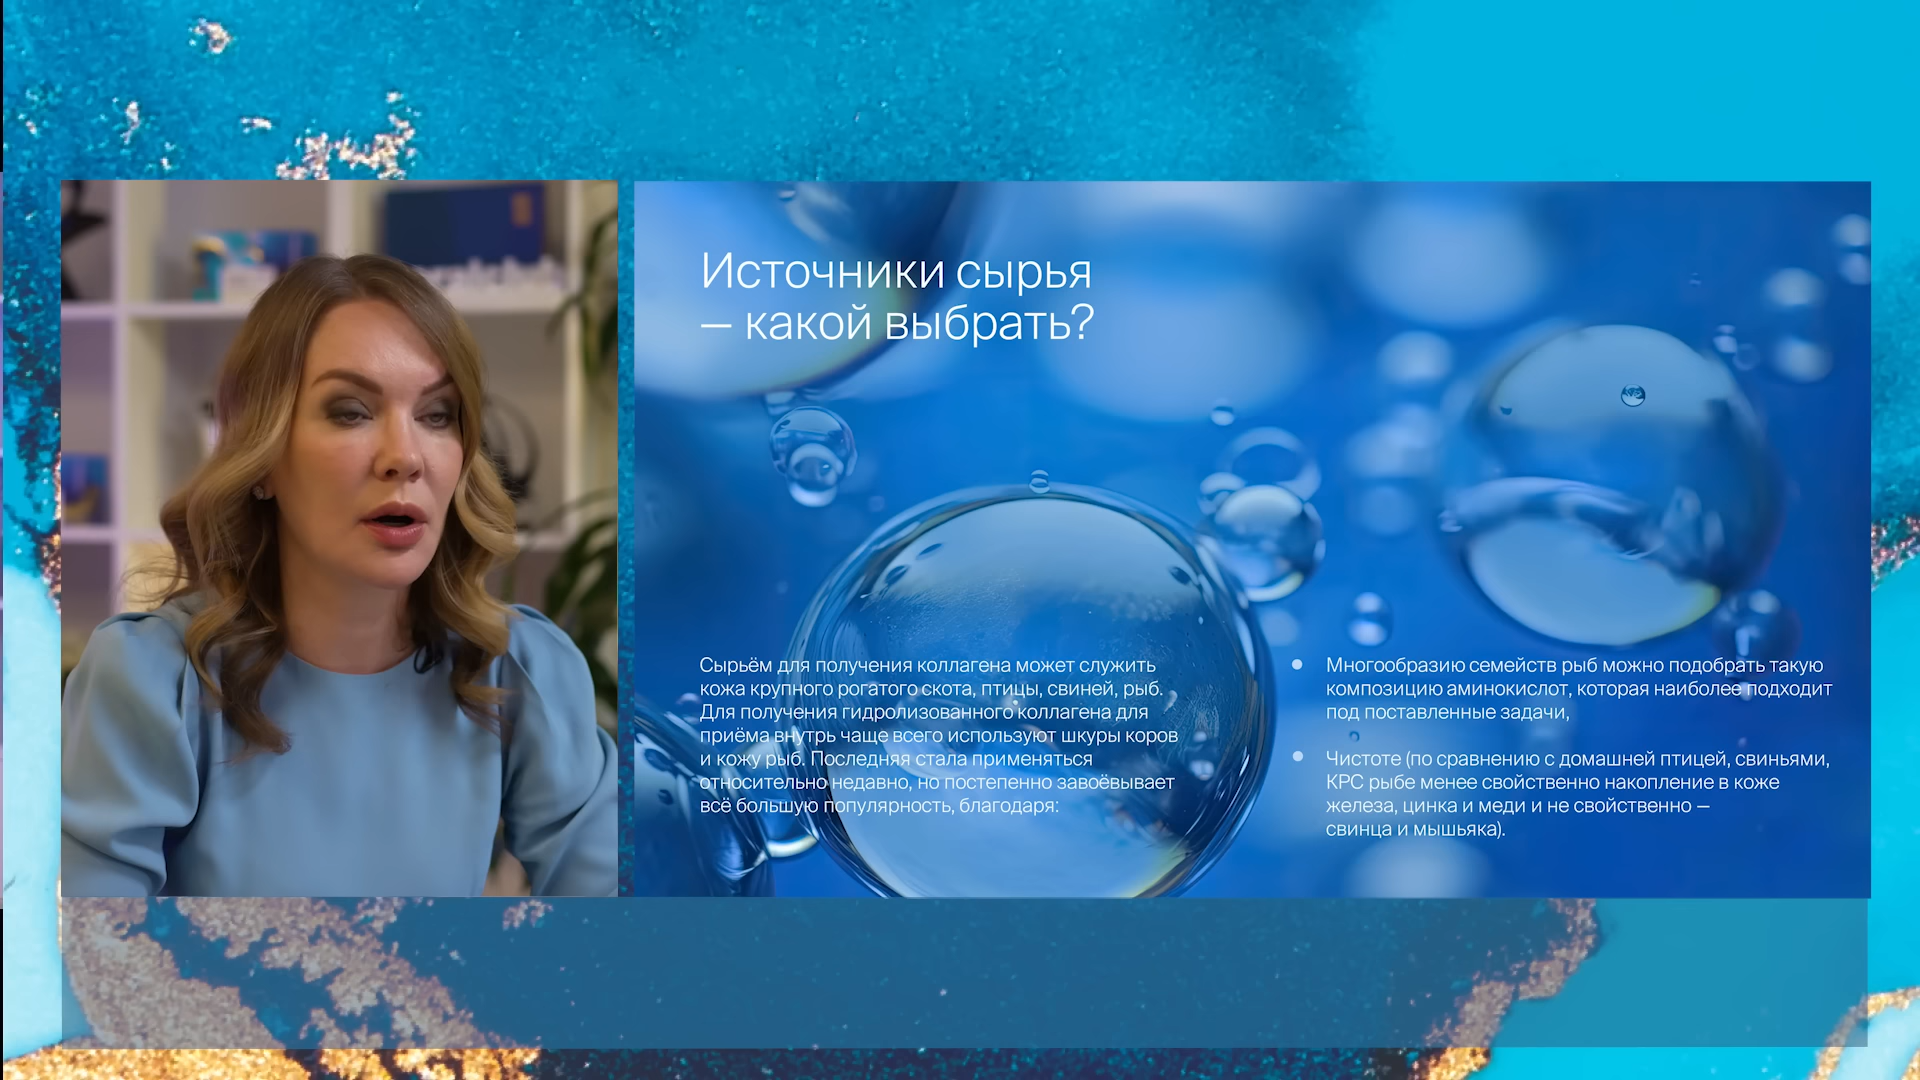 Источники сырья
– какой выбрать?
Сырьём для получения коллагена может служить
кожа крупного рогатого скота, птицы, свиней, рыб.
Для получения гидролизованного коллагена для
приёма внутрь чаще всего используют шкуры коров
и кожу рыб. Последняя стала применяться
относительно недавно, но постепенно завоёвывает
всё большую популярность, благодаря:
Многообразию семейств рыб можно подобрать такую
композицию аминокислот, которая наиболее подходит
под поставленные задачи,
Чистоте (по сравнению с домашней птицей, свиньями,
КРС рыбе менее свойственно накопление в коже
железа, цинка и меди и не свойственно –
свинца и мышьяка).